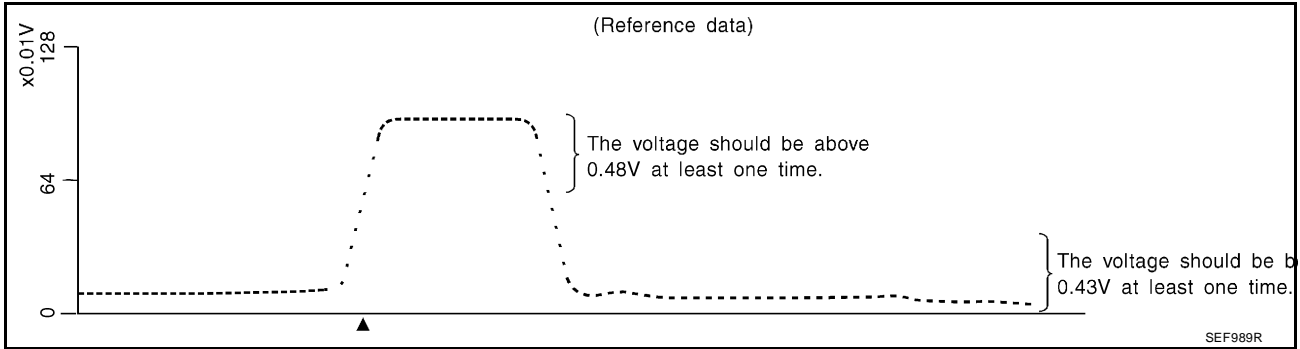 (Reference data)
x0.01V
128
64
0
The voltage should be above
0.48V at least one time.
The voltage should be
0.43V at least one time.
SEF989R